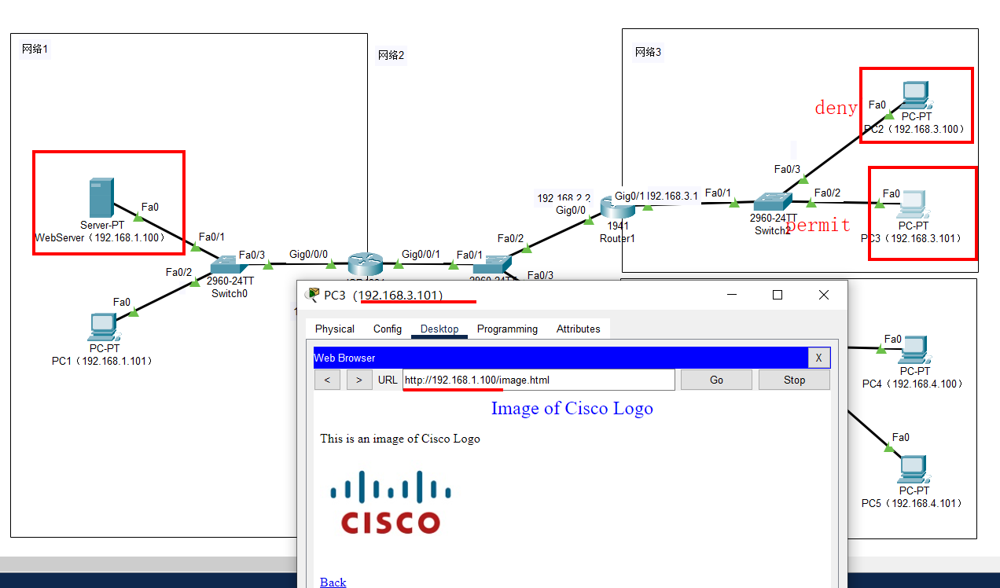 网络1
网络2
网络3
deny
Fa0
PC-PT
PC2（192.168.3.100）
Fa0/3
Fa0
Server-PT
WebServer（192.168.1.100）
192.168.2.2
Gig0/0
Gig0/1
192.168.3.1
Fa0/1
Fa0/2
Fa0
1941
Router1
2960-24TT
Switch2
permit
PC-PT
PC3（192.168.3.101）
Fa0/1
Fa0/3
Gig0/0/0
Gig0/0/1
Fa0/1
Fa0/2
Fa0/3
Fa0/2
2960-24TT
Switch0
2960-24TT
Fa0
PC-PT
PC1（192.168.1.101）
PC3 （192.168.3.101）
Physical Config Desktop Programming Attributes
Web Browser X
< > URL http://192.168.1.100/image.html Go Stop
Image of Cisco Logo
This is an image of Cisco Logo
CISCO
Back
Fa0
PC-PT
PC4（192.168.4.100）
Fa0
PC-PT
PC5（192.168.4.101）